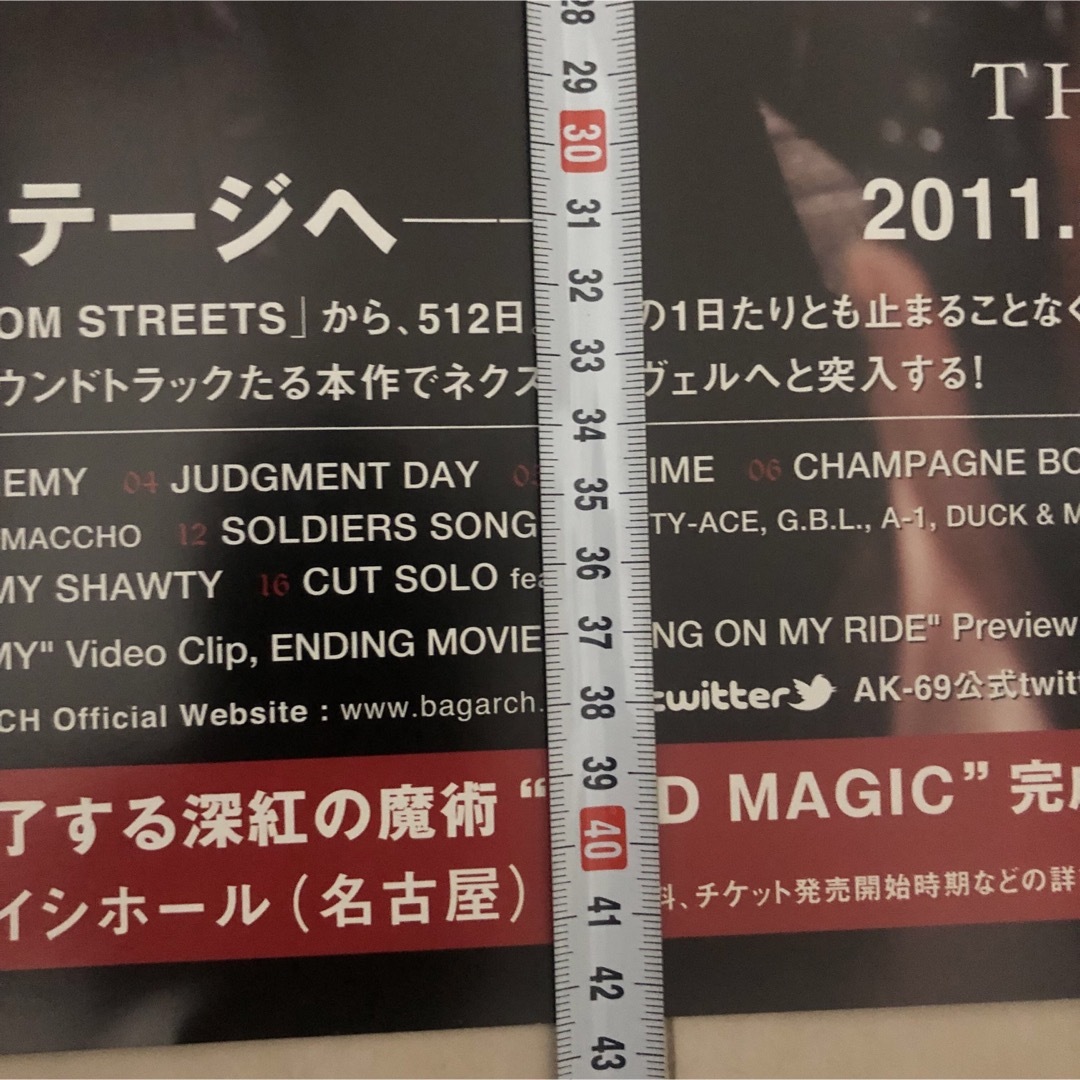 TH
テージへ――
2011.
OM STREETS」から、512日 の1日たりとも止まることなく
ウンドトラックたる本作でネクス ヴェルへと突入する!
EMY 04 JUDGMENT DAY IME 06 CHAMPAGNE BO
MACCHO 12 SOLDIERS SONG TY-ACE, G.B.L., A-1, DUCK & M
MY SHAWTY 16 CUT SOLO fea
MY" Video Clip, ENDING MOVIE NG ON MY RIDE" Preview
CH Official Website : www.bagarch. twitter AK-69公式twitt
了する深紅の魔術 “ D MAGIC” 完成
イシホール (名古屋) 料、チケット発売開始時期などの詳
28
29
30
31
32
33
34
35
36
37
38
39
40
41
42
43